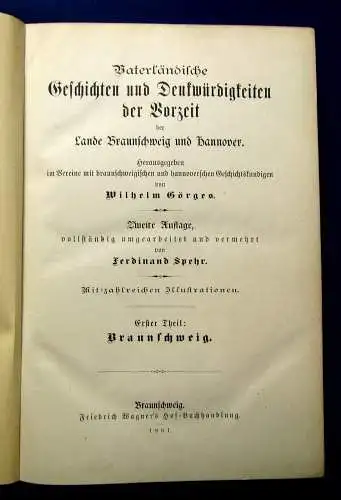 Vaterländische
Geschichten und Denkwürdigkeiten
der Vorzeit
der
Lande Braunschweig und Hannover.
Herausgegeben
im Vereine mit braunschweigischen und hannoverschen Geschichtskundigen
von
Wilhelm Görges.
Zweite Auflage,
vollständig umgearbeitet und vermehrt
von
Ferdinand Spehr.
Mit zahlreichen Illustrationen.
Erster Theil:
Braunschweig.
Braunschweig.
Friedrich Wagner's Hof-Buchhandlung.